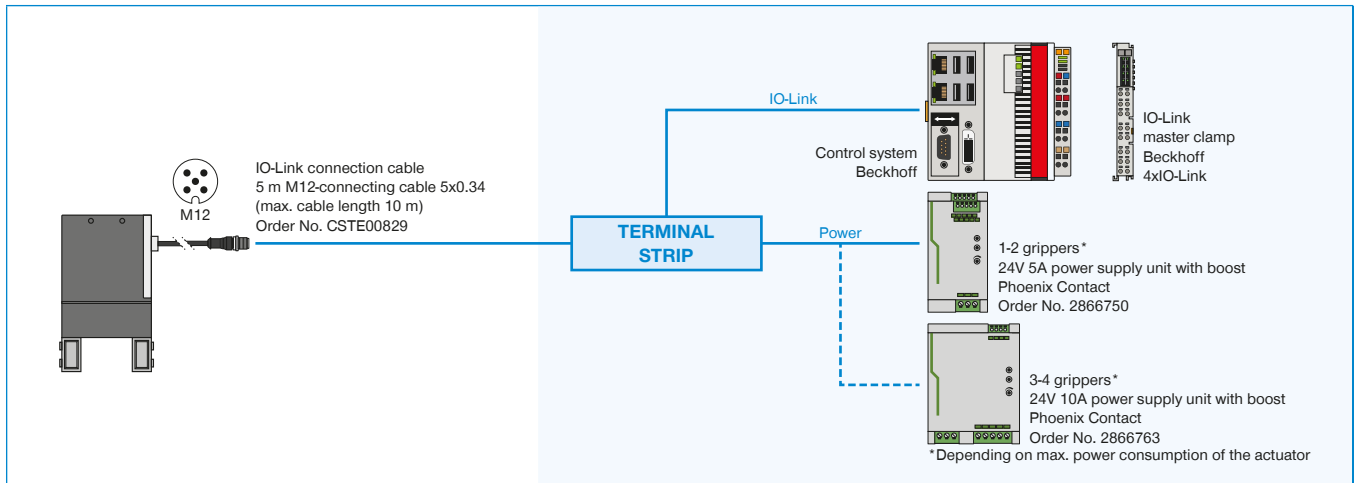 IO-Link connection cable
5 m M12-connecting cable 5x0.34
(max. cable length 10 m)
Order No. CSTE00829
M12
TERMINAL
STRIP
IO-Link
Power
Control system
Beckhoff
IO-Link
master clamp
Beckhoff
4xIO-Link
1-2 grippers*
24V 5A power supply unit with boost
Phoenix Contact
Order No. 2866750
3-4 grippers*
24V 10A power supply unit with boost
Phoenix Contact
Order No. 2866763
*Depending on max. power consumption of the actuator